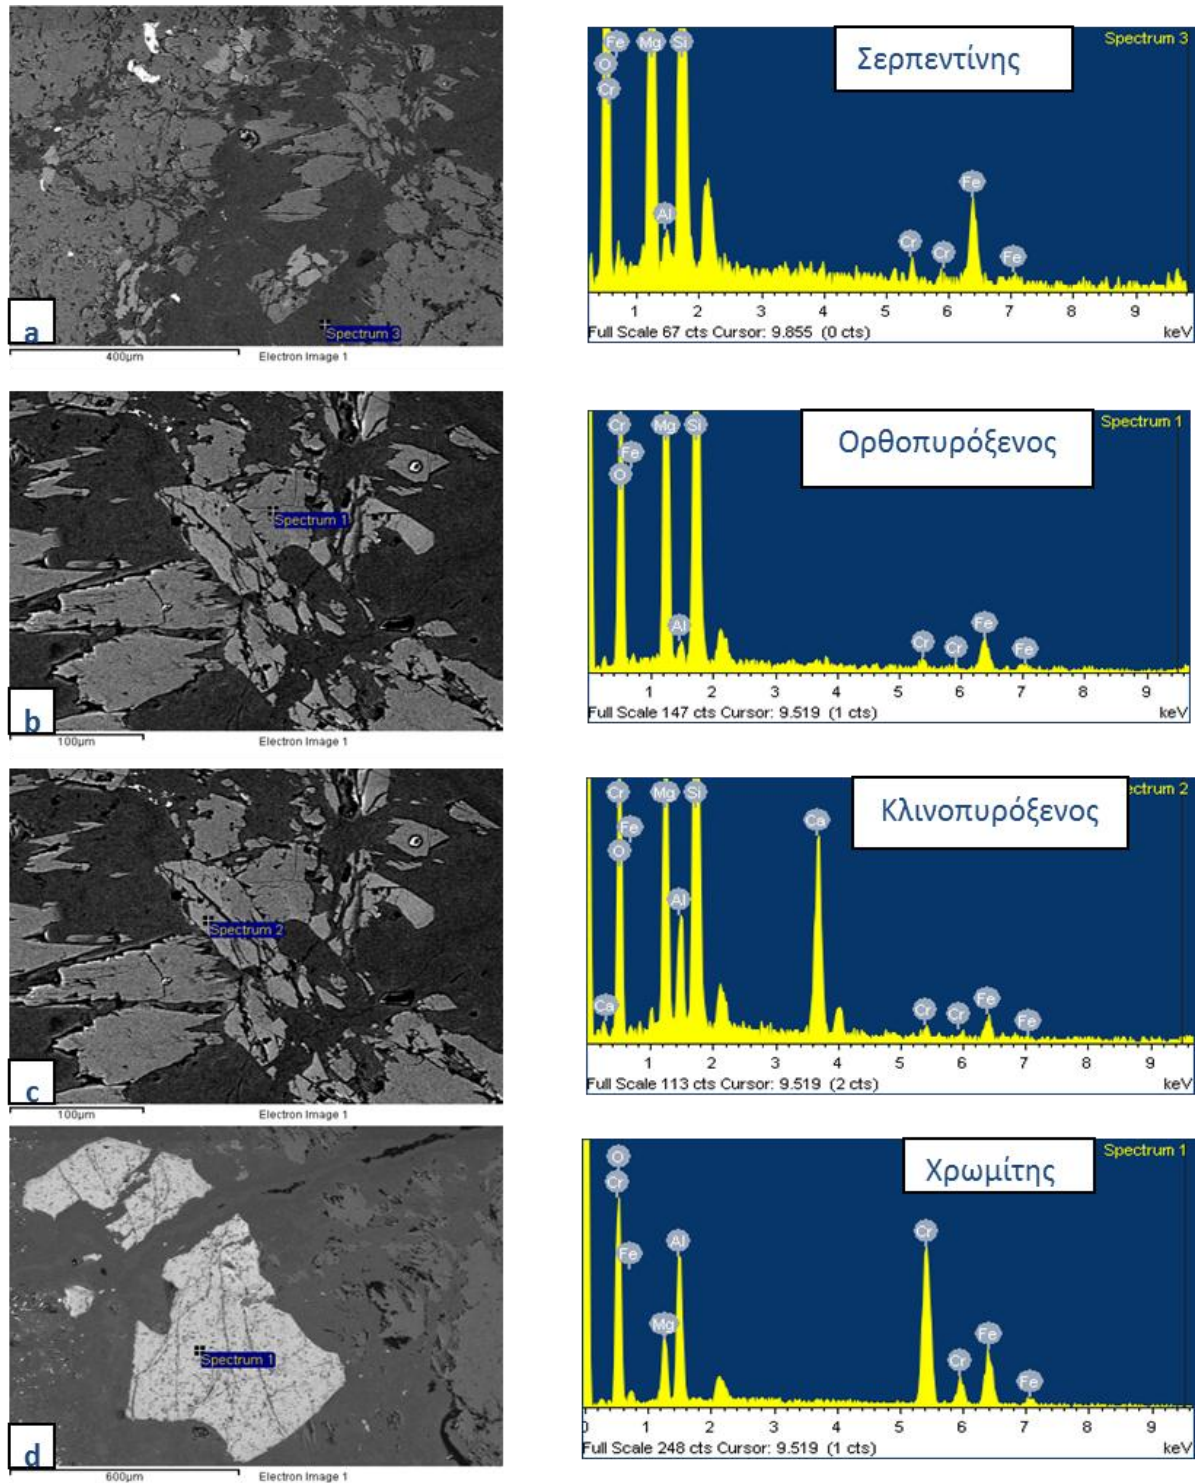 Spectrum 3
a
400µm Electron Image 1
Spectrum 3
Σερπεντίνης
Fe Mg Si
O
Cr
Al
Cr Cr Fe Fe
1 2 3 4 5 6 7 8 9
Full Scale 67 cts Cursor: 9.855 (0 cts) keV
Spectrum 1
b
100µm Electron Image 1
Spectrum 1
Ορθοπυρόξενος
Cr Mg Si
Fe
O
Al
Cr Cr Fe Fe
1 2 3 4 5 6 7 8 9
Full Scale 147 cts Cursor: 9.519 (1 cts) keV
Spectrum 2
c
100µm Electron Image 1
ectrum 2
Κλινοπυρόξενος
Cr Mg Si
Fe
O
Al
Ca
Ca
Cr Cr Fe Fe
1 2 3 4 5 6 7 8 9
Full Scale 113 cts Cursor: 9.519 (2 cts) keV
Spectrum 1
d
600µm Electron Image 1
Spectrum 1
Χρωμίτης
O
Cr
Fe
Mg
Al
Cr
Cr
Fe
Fe
0 1 2 3 4 5 6 7 8 9
Full Scale 248 cts Cursor: 9.519 (1 cts) keV